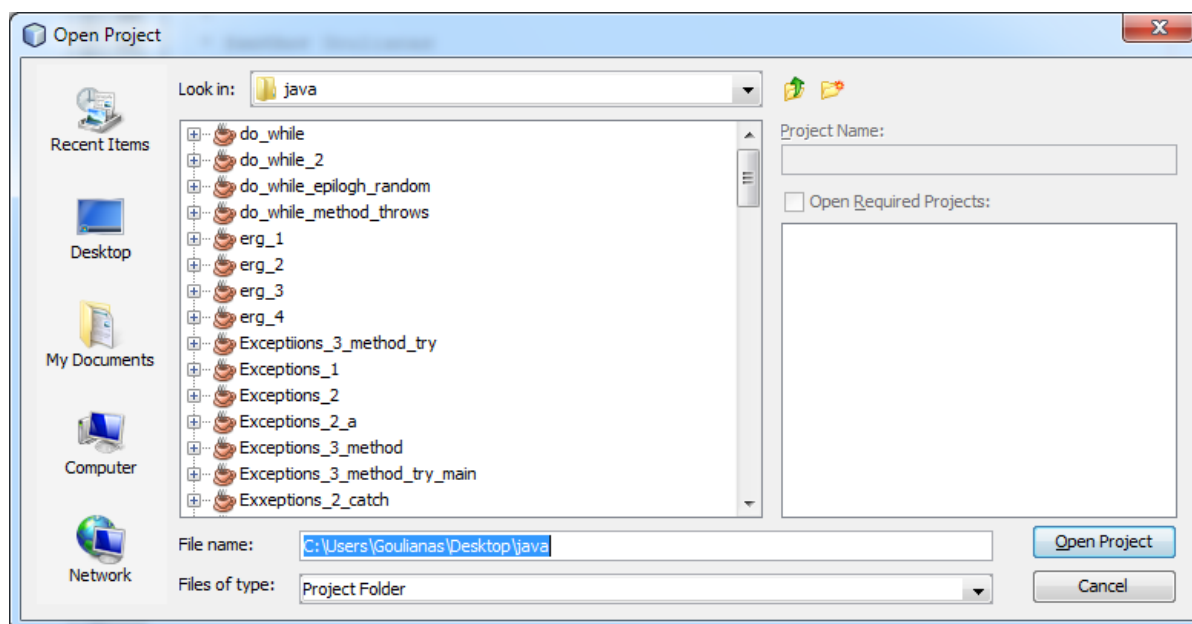 Open Project
Look in:
java
Recent Items
Desktop
My Documents
Computer
Network
do_while
do_while_2
do_while_epilogh_random
do_while_method_throws
erg_1
erg_2
erg_3
erg_4
Exceptiions_3_method_try
Exceptions_1
Exceptions_2
Exceptions_2_a
Exceptions_3_method
Exceptions_3_method_try_main
Exxeptions_2_catch
Project Name:
Open Required Projects:
File name:
C:\Users\Goulianas\Desktop\java
Open Project
Files of type:
Project Folder
Cancel